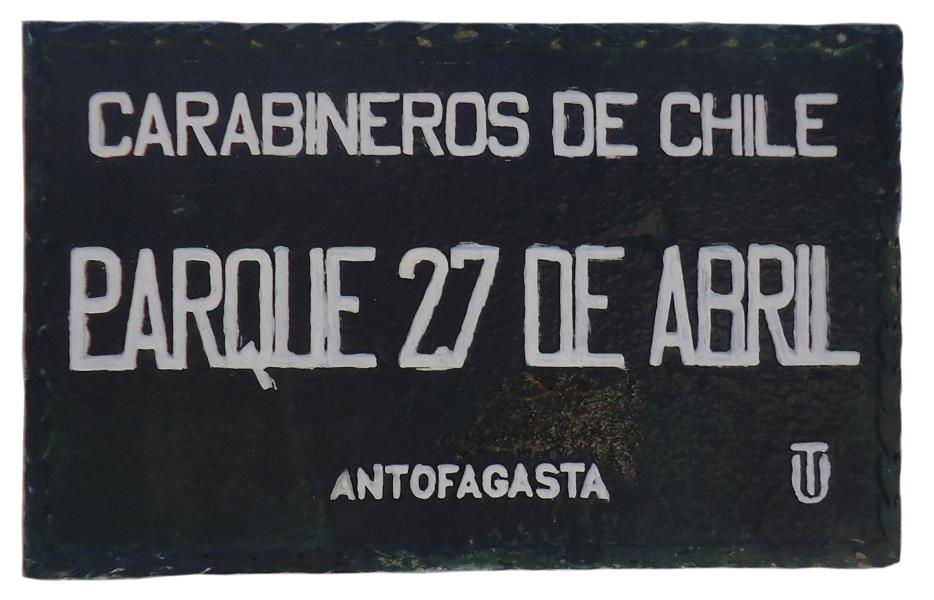 CARABINEROS DE CHILE
PARQUE 27 DE ABRIL
ANTOFAGASTA